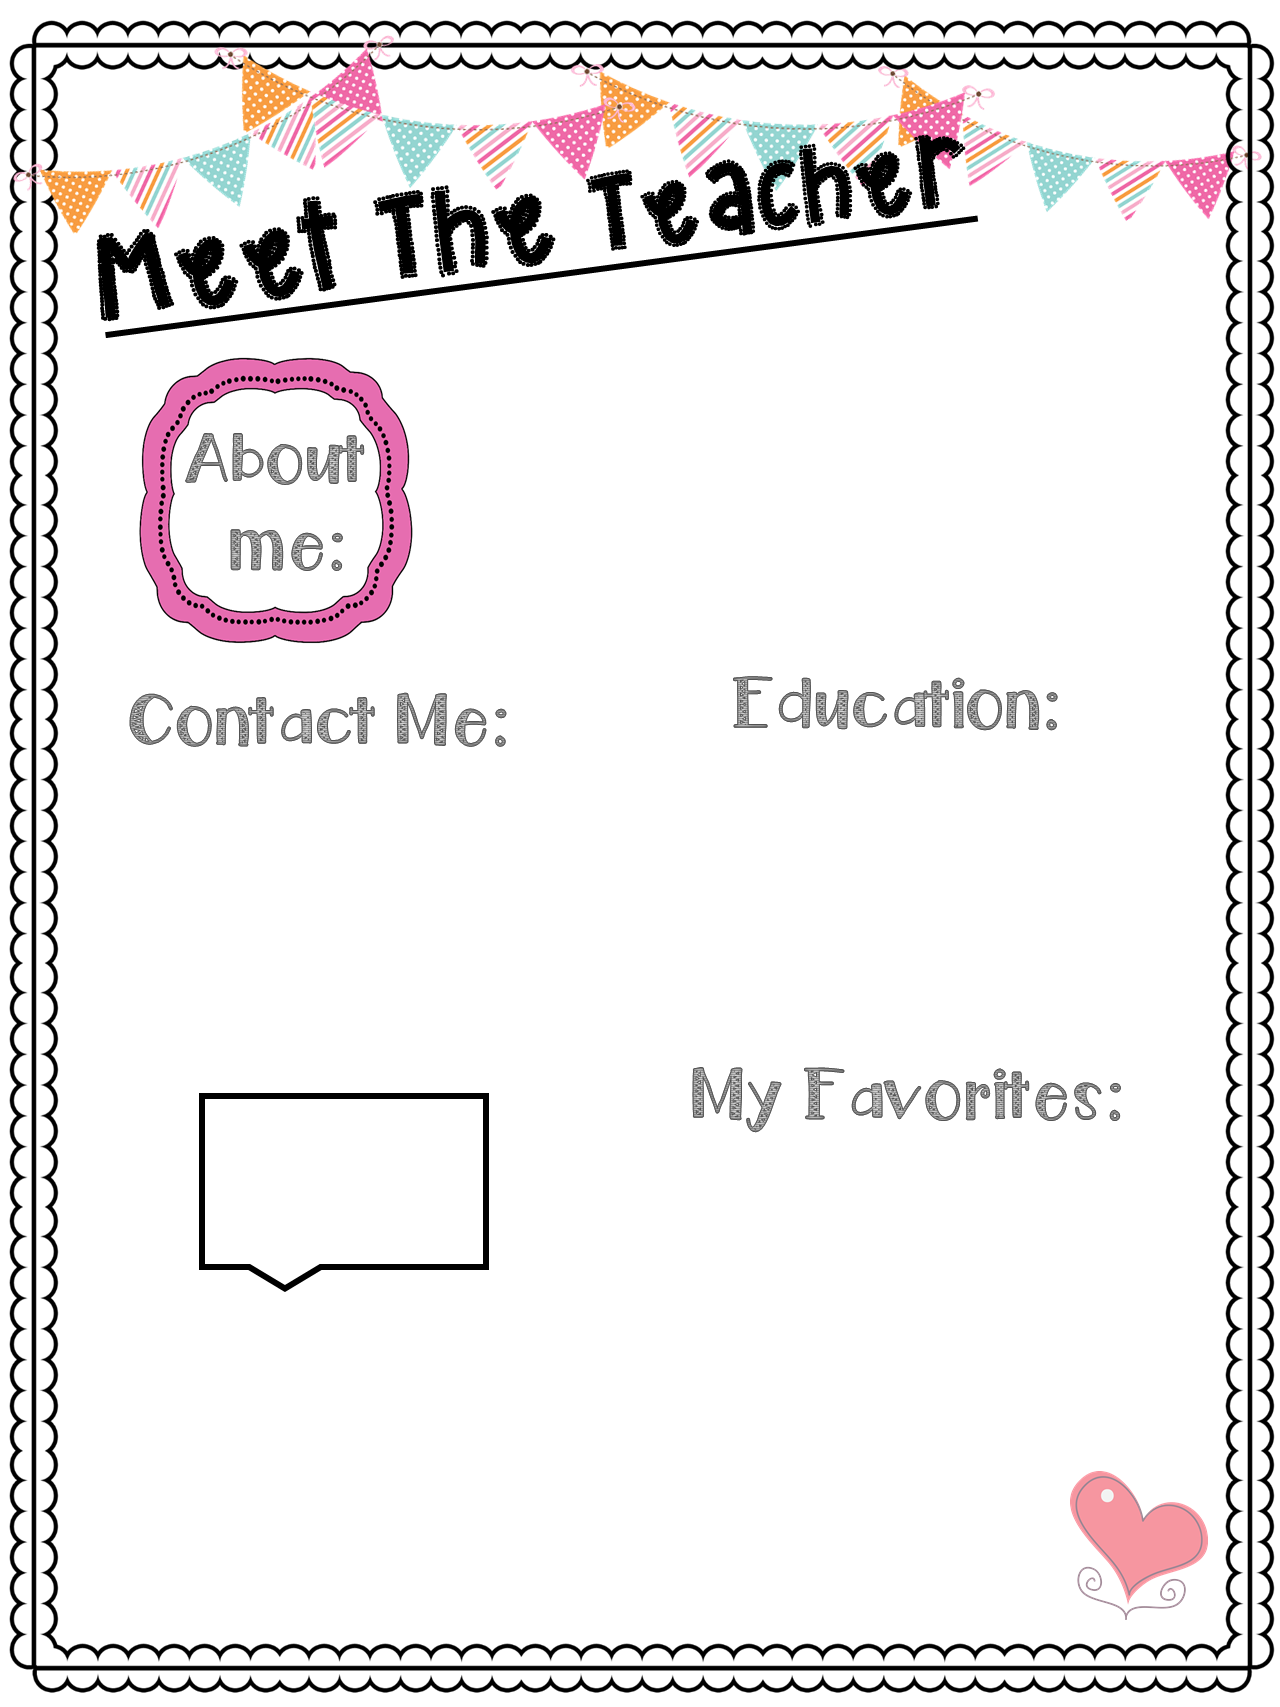 Meet The Teacher
About
me:
Contact Me:
Education:
My Favorites: